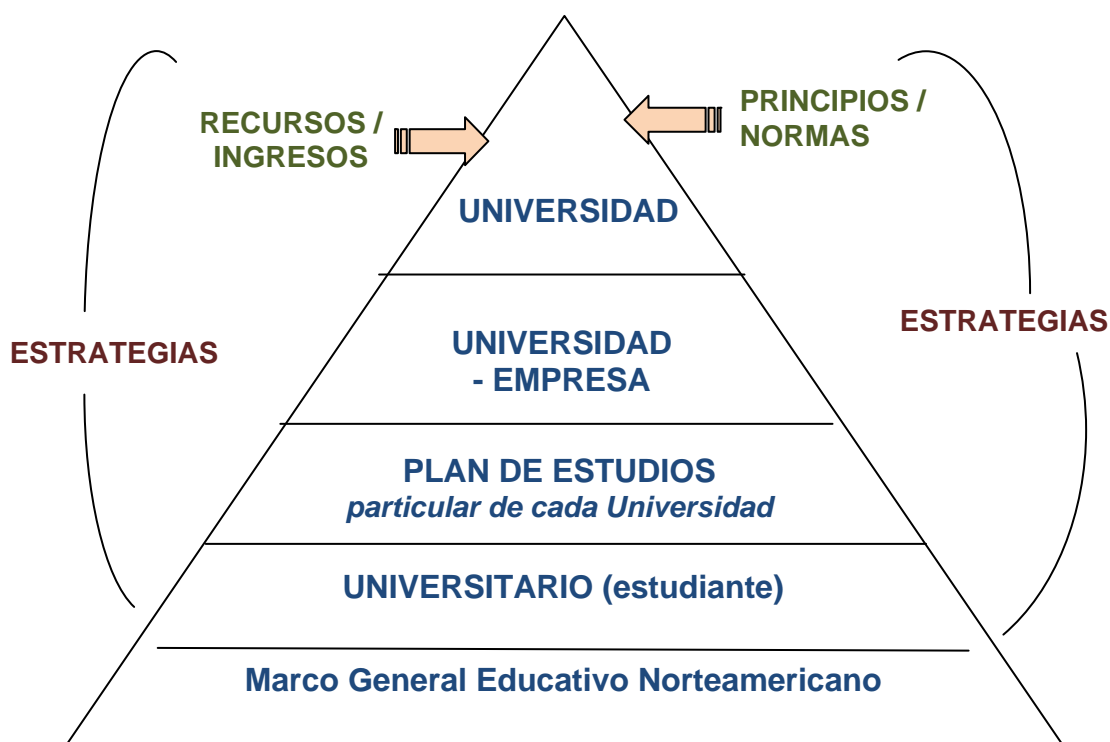 RECURSOS /
INGRESOS
PRINCIPIOS /
NORMAS
UNIVERSIDAD
ESTRATEGIAS
ESTRATEGIAS
UNIVERSIDAD
- EMPRESA
PLAN DE ESTUDIOS
particular de cada Universidad
UNIVERSITARIO (estudiante)
Marco General Educativo Norteamericano